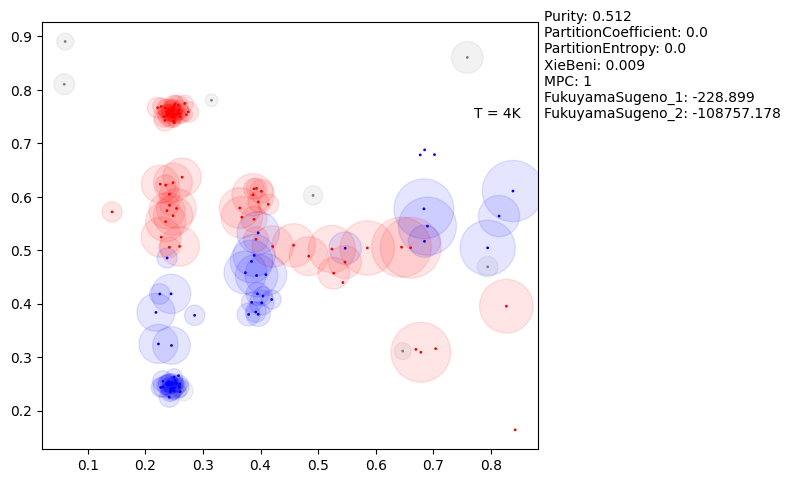 Purity: 0.512
PartitionCoefficient: 0.0
PartitionEntropy: 0.0
XieBeni: 0.009
MPC: 1
FukuyamaSugeno_1: -228.899
FukuyamaSugeno_2: -108757.178
T = 4K
0.9
0.8
0.7
0.6
0.5
0.4
0.3
0.2
0.1 0.2 0.3 0.4 0.5 0.6 0.7 0.8